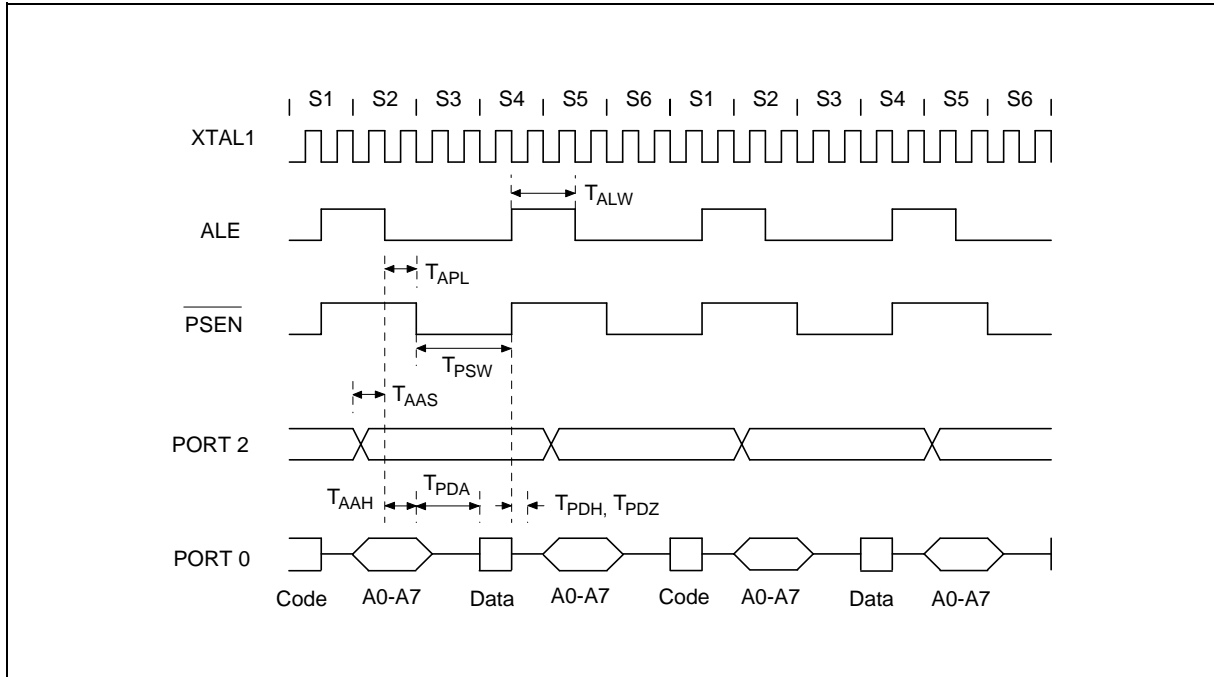 S1 S2 S3 S4 S5 S6 S1 S2 S3 S4 S5 S6
XTAL1
TALW
ALE
TAPL
PSEN
TPSW
TAAS
PORT 2
TAAH TPDA TPDH, TPDZ
PORT 0
Code A0-A7 Data A0-A7 Code A0-A7 Data A0-A7